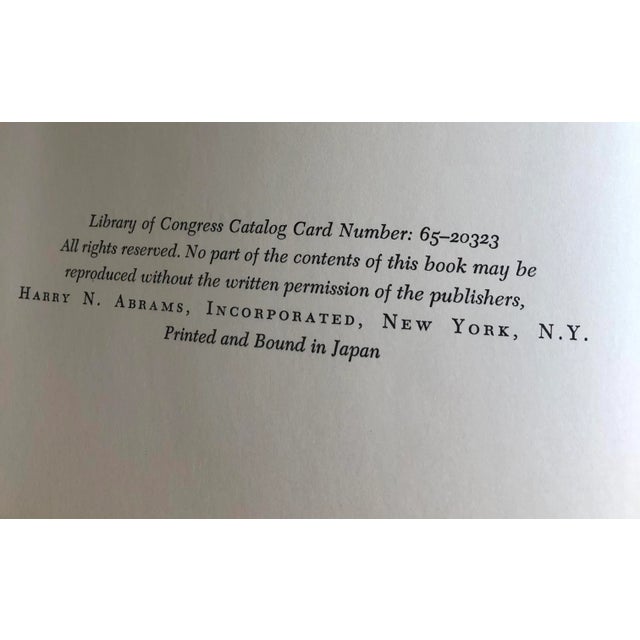 Library of Congress Catalog Card Number: 65–20323
All rights reserved. No part of the contents of this book may be
reproduced without the written permission of the publishers,
HARRY N. ABRAMS, INCORPORATED, NEW YORK, N.Y.
Printed and Bound in Japan